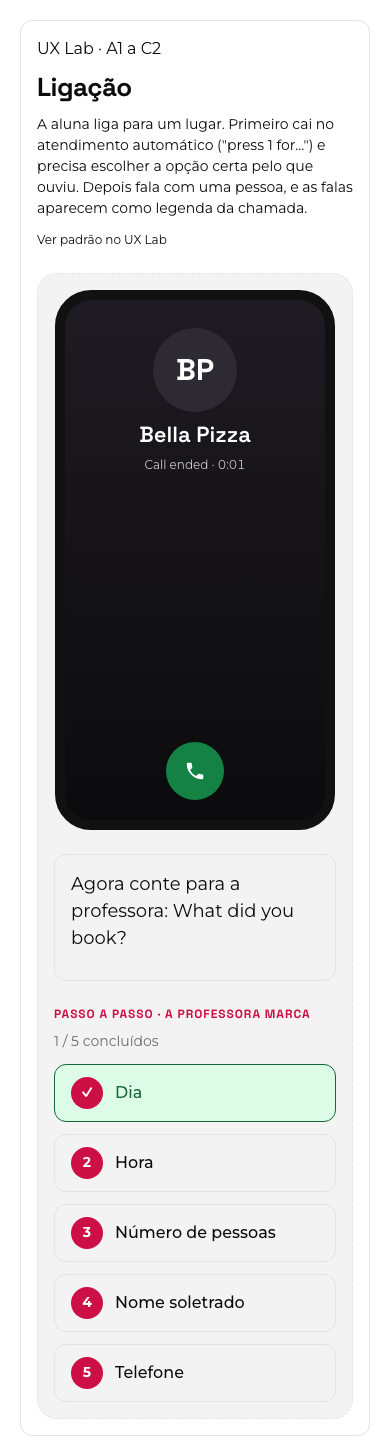 UX Lab · A1 a C2
Ligação
A aluna liga para um lugar. Primeiro cai no
atendimento automático ("press 1 for...") e
precisa escolher a opção certa pelo que
ouviu. Depois fala com uma pessoa, e as falas
aparecem como legenda da chamada.
Ver padrão no UX Lab
BP
Bella Pizza
Call ended · 0:01
Agora conte para a
professora: What did you
book?
PASSO A PASSO · A PROFESSORA MARCA
1 / 5 concluídos
Dia
2 Hora
3 Número de pessoas
4 Nome soletrado
5 Telefone